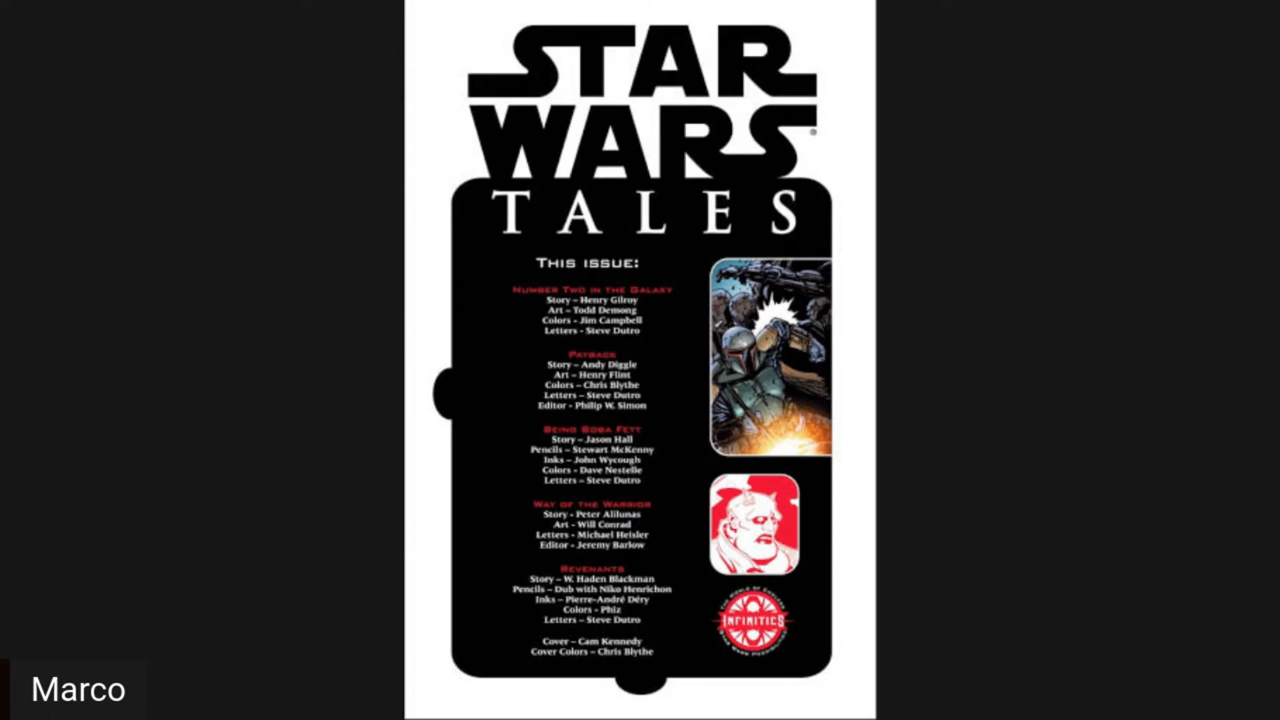 STAR
WARS
TALES
THIS ISSUE:
NUMBER TWO IN THE GALAXY
Story – Henry Gilroy
Art – Todd Demong
Colors – Jim Campbell
Letters - Steve Dutro
PAYBACK
Story – Andy Diggle
Art – Henry Flint
Colors – Chris Blythe
Letters – Steve Dutro
Editor - Philip W. Simon
BEING BOBA FETT
Story – Jason Hall
Pencils – Stewart McKenny
Inks – John Wycough
Colors - Dave Nestelle
Letters – Steve Dutro
WAY OF THE WARRIOR
Story - Peter Alilunas
Art - Will Conrad
Letters - Michael Heisler
Editor - Jeremy Barlow
REVENANTS
Story – W. Haden Blackman
Pencils – Dub with Niko Henrichon
Inks – Pierre-André Déry
Colors - Phiz
Letters – Steve Dutro
Cover – Cam Kennedy
Cover Colors – Chris Blythe
INFINITIES
Marco